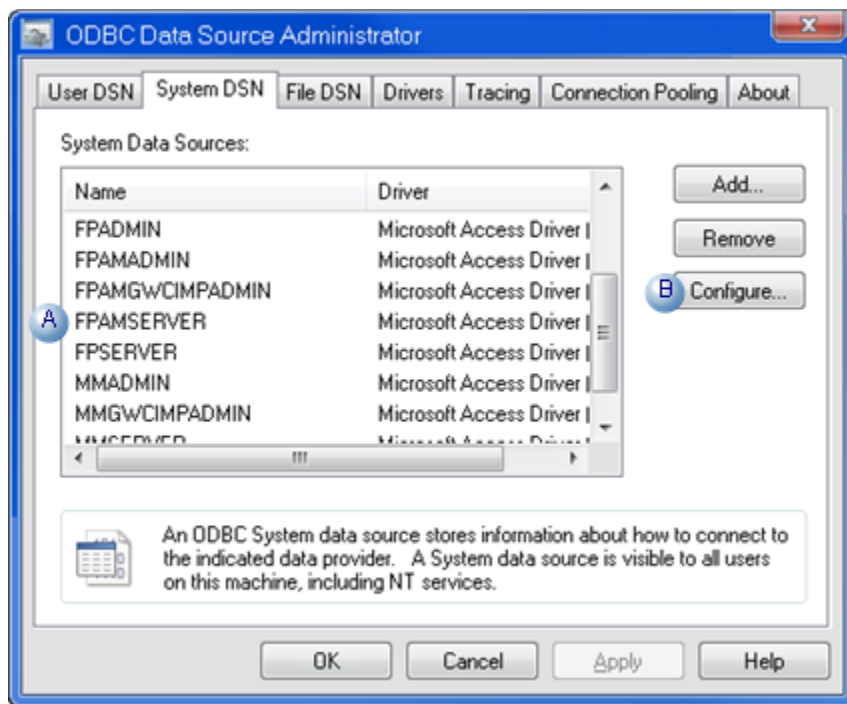 ODBC Data Source Administrator
User DSN System DSN File DSN Drivers Tracing Connection Pooling About
System Data Sources:
Name Driver
FPADMIN Microsoft Access Driver (
FPAMADMIN Microsoft Access Driver (
FPAMGWCIMPADMIN Microsoft Access Driver (
A FPAMSERVER Microsoft Access Driver (
FPSERVER Microsoft Access Driver (
MMADMIN Microsoft Access Driver (
MMGWCIMPADMIN Microsoft Access Driver (
Add...
Remove
B Configure...
An ODBC System data source stores information about how to connect to
the indicated data provider. A System data source is visible to all users
on this machine, including NT services.
OK Cancel Apply Help